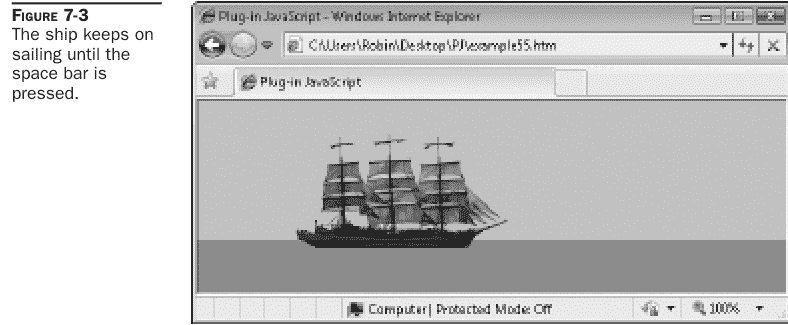 FIGURE 7-3
The ship keeps on
sailing until the
space bar is
pressed.
Plug-in JavaScript - Windows Internet Explorer
C:\Users\Robin\Desktop\PJ\example55.htm
Plug-in JavaScript
Computer | Protected Mode: Off
100%